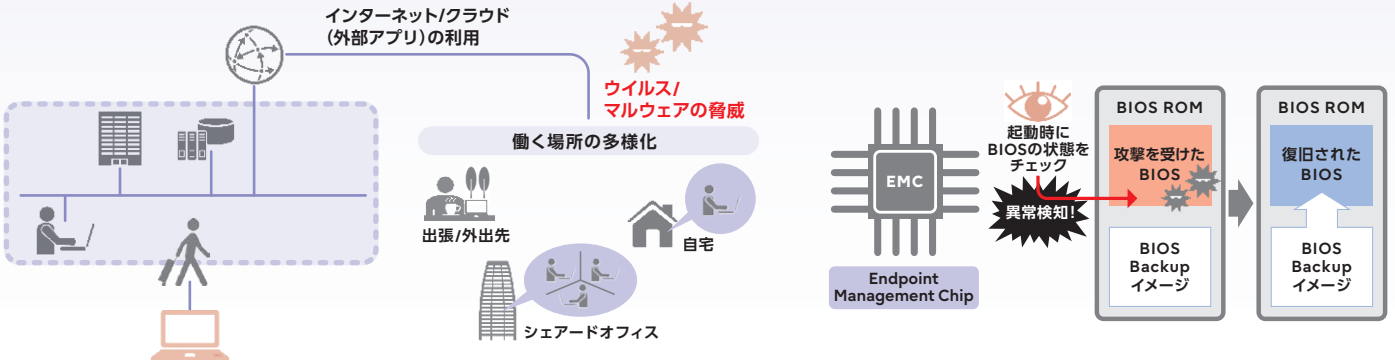 インターネット/クラウド
(外部アプリ)の利用
ウイルス/
マルウェアの脅威
働く場所の多様化
出張/外出先
自宅
シェアードオフィス
EMC
Endpoint
Management Chip
起動時に
BIOSの状態を
チェック
異常検知!
BIOS ROM
攻撃を受けた
BIOS
BIOS
Backup
イメージ
BIOS ROM
復旧された
BIOS
BIOS
Backup
イメージ